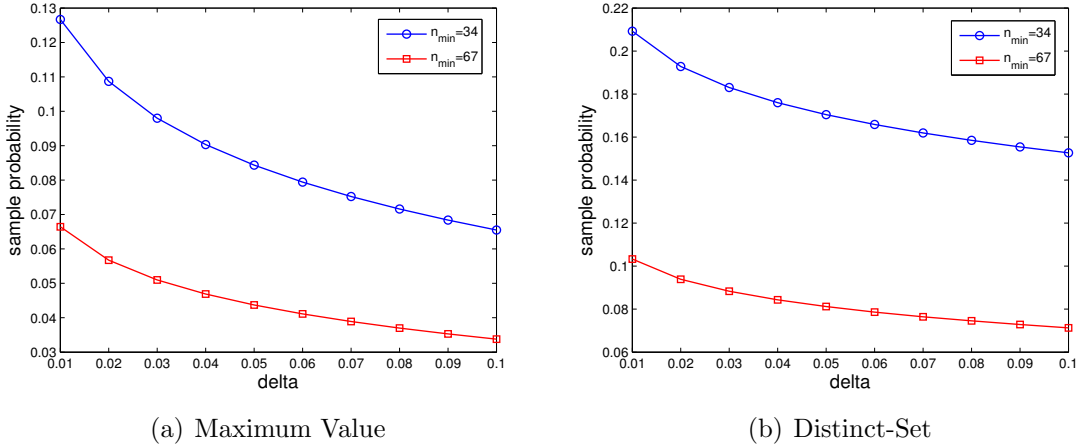 0.13
0.12
0.11
0.1
0.09
0.08
0.07
0.06
0.05
0.04
0.03
sample probability
n_min=34
n_min=67
0.01 0.02 0.03 0.04 0.05 0.06 0.07 0.08 0.09 0.1
delta
(a) Maximum Value
0.22
0.2
0.18
0.16
0.14
0.12
0.1
0.08
0.06
sample probability
n_min=34
n_min=67
0.01 0.02 0.03 0.04 0.05 0.06 0.07 0.08 0.09 0.1
delta
(b) Distinct-Set